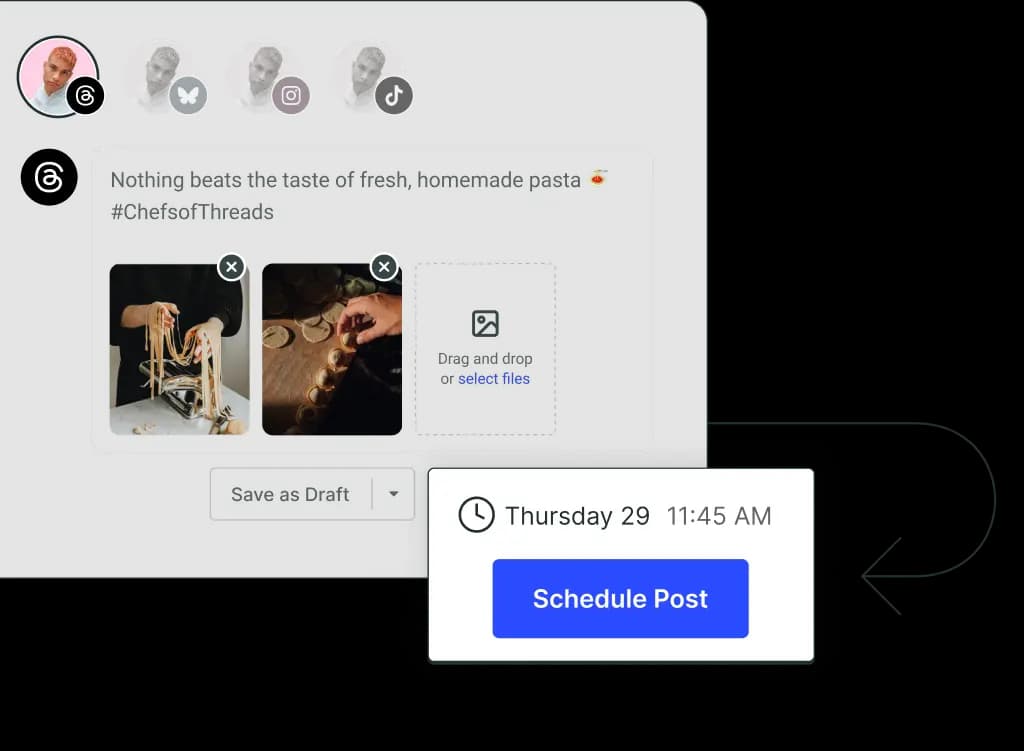 Nothing beats the taste of fresh, homemade pasta 🍝
#ChefsofThreads
Drag and drop
or select files
Save as Draft
Thursday 29 11:45 AM
Schedule Post